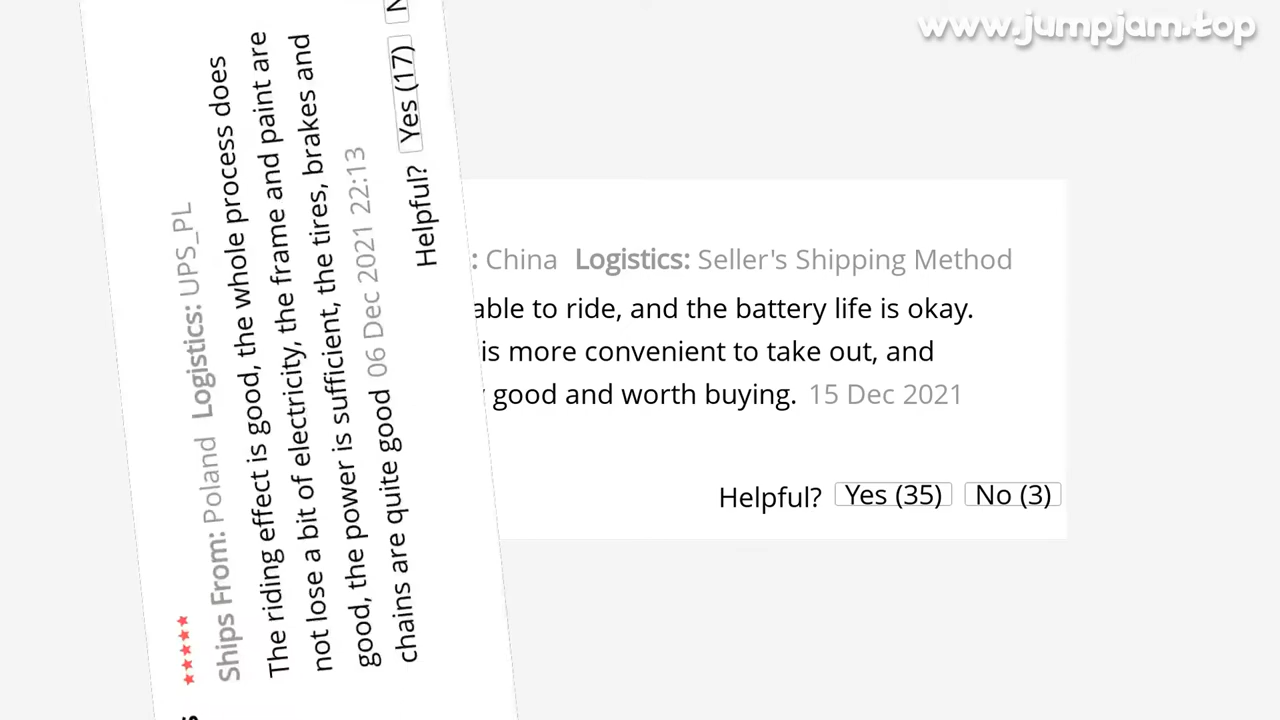 www.jumpjam.top
Ships From: Poland Logistics: UPS_PL
The riding effect is good, the whole process does
not lose a bit of electricity, the frame and paint are
good, the power is sufficient, the tires, brakes and
chains are quite good 06 Dec 2021 22:13
Helpful? Yes (17)
: China Logistics: Seller's Shipping Method
able to ride, and the battery life is okay.
is more convenient to take out, and
good and worth buying. 15 Dec 2021
Helpful? Yes (35) No (3)